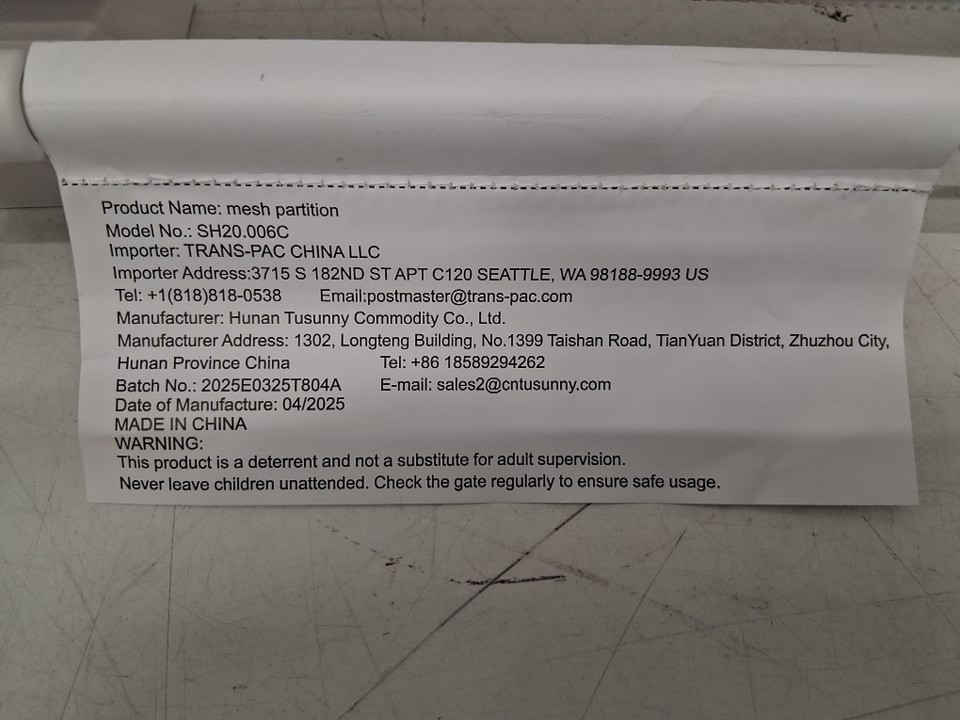 Product Name: mesh partition
Model No.: SH20.006C
Importer: TRANS-PAC CHINA LLC
Importer Address:3715 S 182ND ST APT C120 SEATTLE, WA 98188-9993 US
Tel: +1(818)818-0538 Email:postmaster@trans-pac.com
Manufacturer: Hunan Tusunny Commodity Co., Ltd.
Manufacturer Address: 1302, Longteng Building, No.1399 Taishan Road, TianYuan District, Zhuzhou City,
Hunan Province China Tel: +86 18589294262
Batch No.: 2025E0325T804A E-mail: sales2@cntusunny.com
Date of Manufacture: 04/2025
MADE IN CHINA
WARNING:
This product is a deterrent and not a substitute for adult supervision.
Never leave children unattended. Check the gate regularly to ensure safe usage.